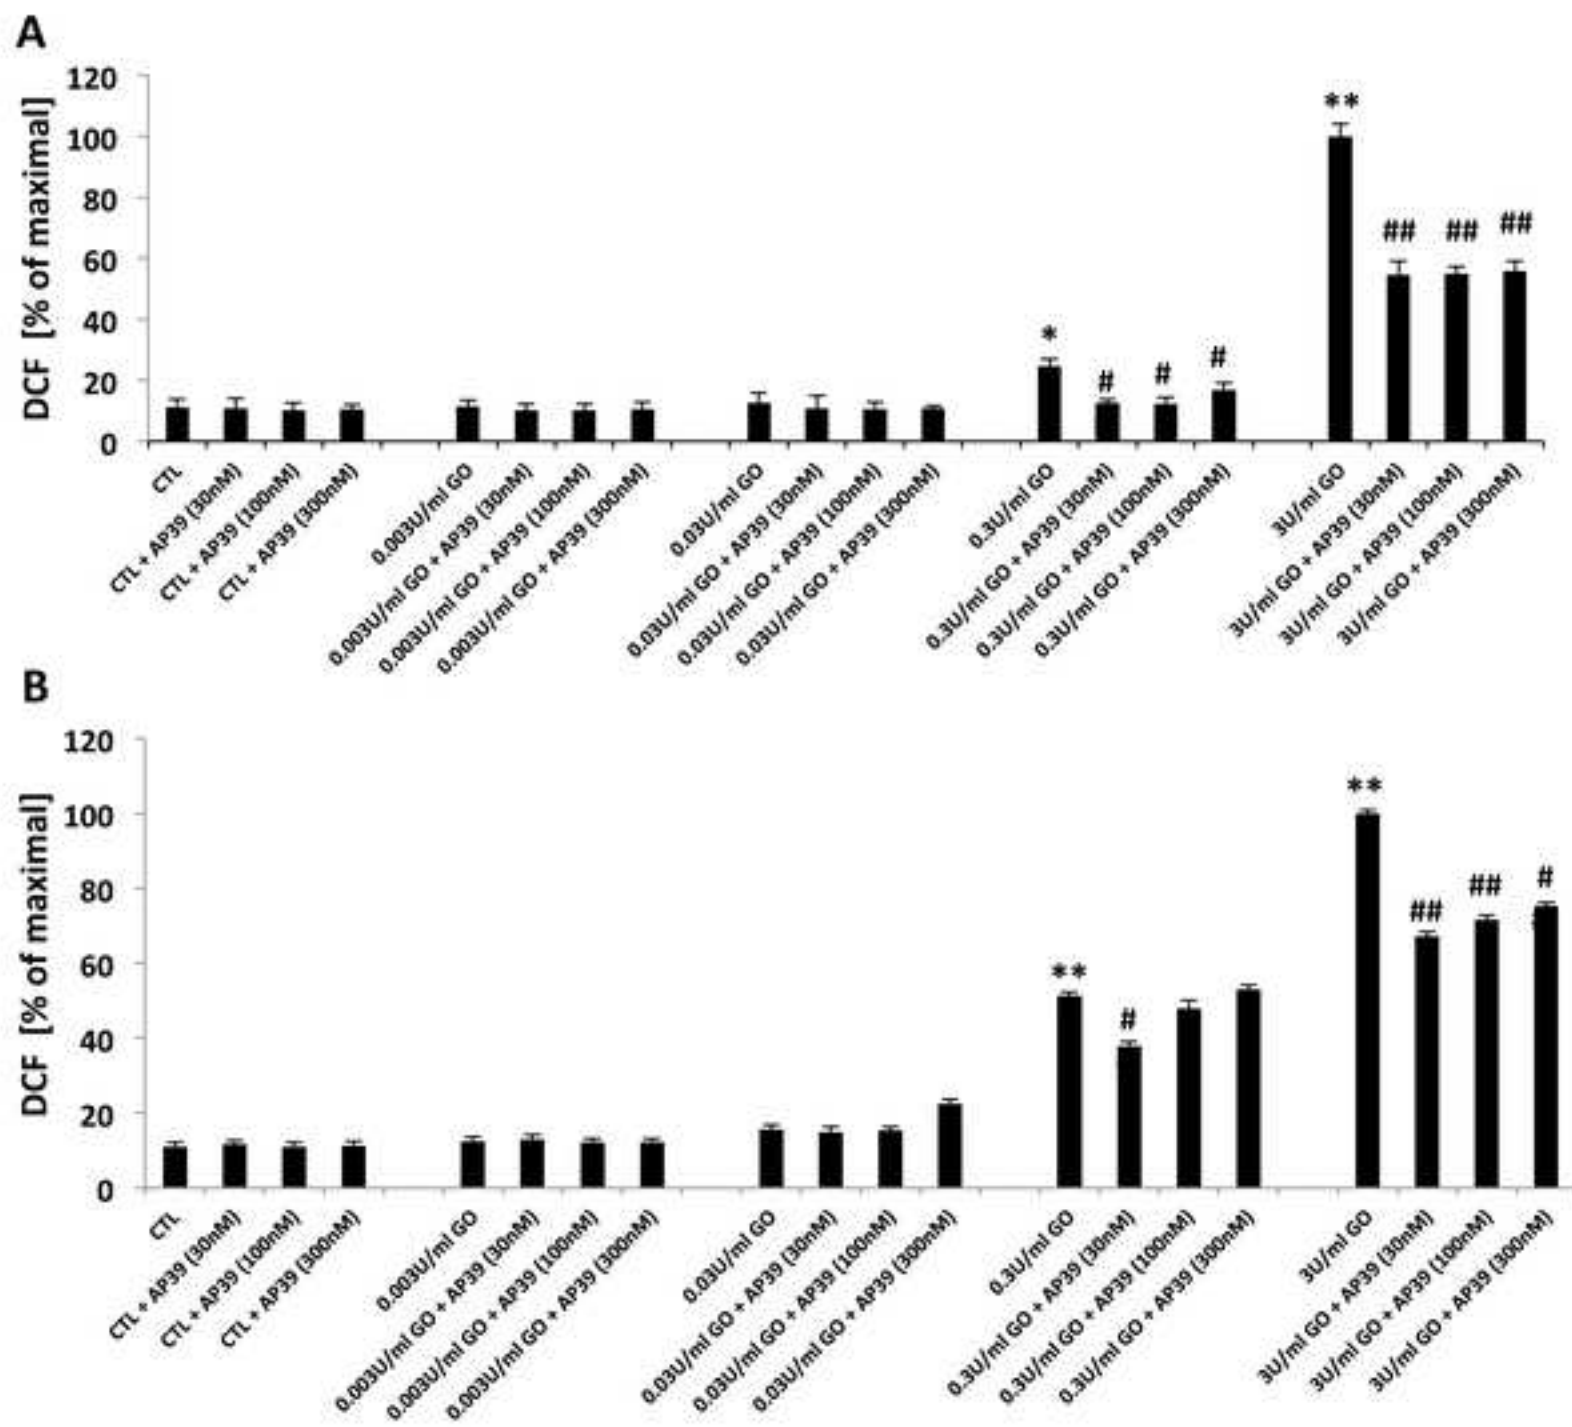 A
DCF [% of maximal]
120
100
80
60
40
20
0
**
##
##
##
*
#
#
#
CTL
CTL + AP39 (30nM)
CTL + AP39 (100nM)
CTL + AP39 (300nM)
0.003U/ml GO
0.003U/ml GO + AP39 (30nM)
0.003U/ml GO + AP39 (100nM)
0.003U/ml GO + AP39 (300nM)
0.03U/ml GO
0.03U/ml GO + AP39 (30nM)
0.03U/ml GO + AP39 (100nM)
0.03U/ml GO + AP39 (300nM)
0.3U/ml GO
0.3U/ml GO + AP39 (30nM)
0.3U/ml GO + AP39 (100nM)
0.3U/ml GO + AP39 (300nM)
3U/ml GO
3U/ml GO + AP39 (30nM)
3U/ml GO + AP39 (100nM)
3U/ml GO + AP39 (300nM)
B
DCF [% of maximal]
120
100
80
60
40
20
0
**
#
**
##
##
#
CTL
CTL + AP39 (30nM)
CTL + AP39 (100nM)
CTL + AP39 (300nM)
0.003U/ml GO
0.003U/ml GO + AP39 (30nM)
0.003U/ml GO + AP39 (100nM)
0.003U/ml GO + AP39 (300nM)
0.03U/ml GO
0.03U/ml GO + AP39 (30nM)
0.03U/ml GO + AP39 (100nM)
0.03U/ml GO + AP39 (300nM)
0.3U/ml GO
0.3U/ml GO + AP39 (30nM)
0.3U/ml GO + AP39 (100nM)
0.3U/ml GO + AP39 (300nM)
3U/ml GO
3U/ml GO + AP39 (30nM)
3U/ml GO + AP39 (100nM)
3U/ml GO + AP39 (300nM)